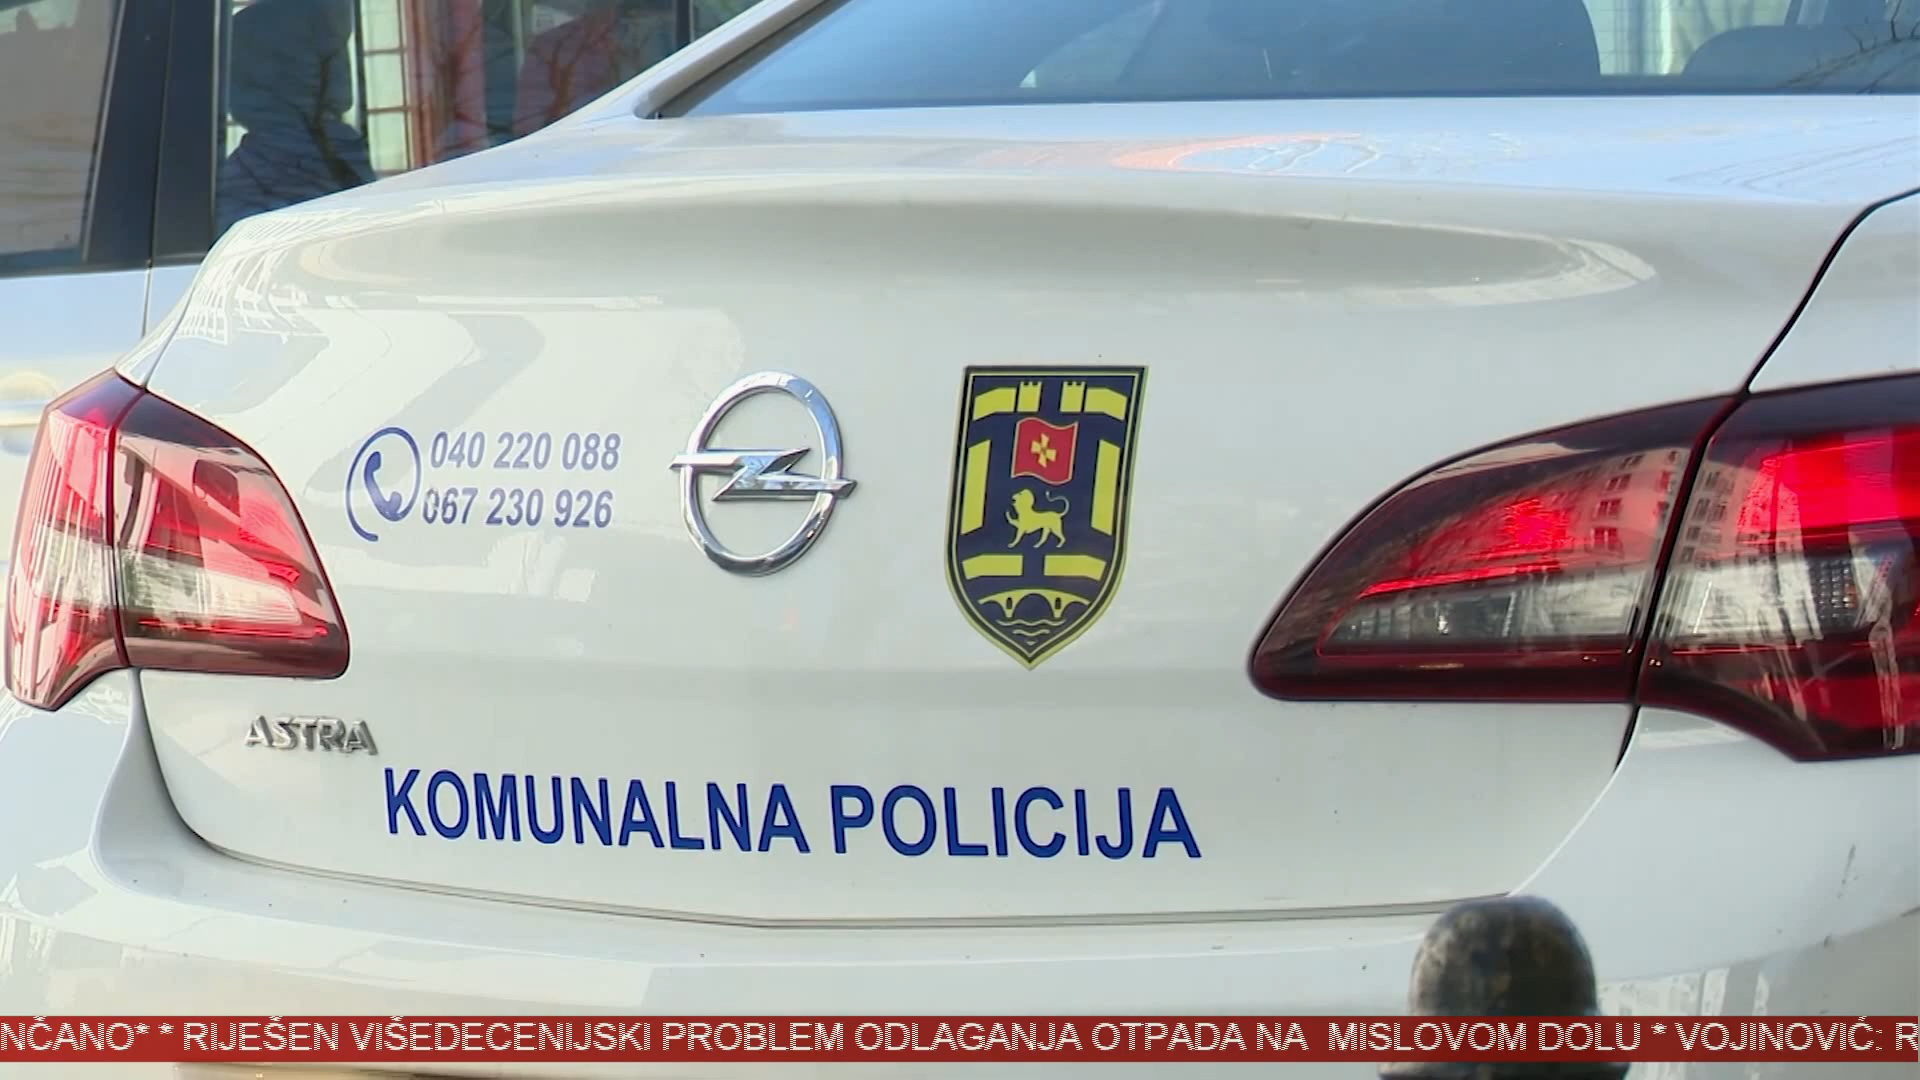 040 220 088
067 230 926
ASTRA
KOMUNALNA POLICIJA
NČANO* * RIJEŠEN VIŠEDECENIJSKI PROBLEM ODLAGANJA OTPADA NA MISLOVOM DOLU * VOJINOVIĆ: R